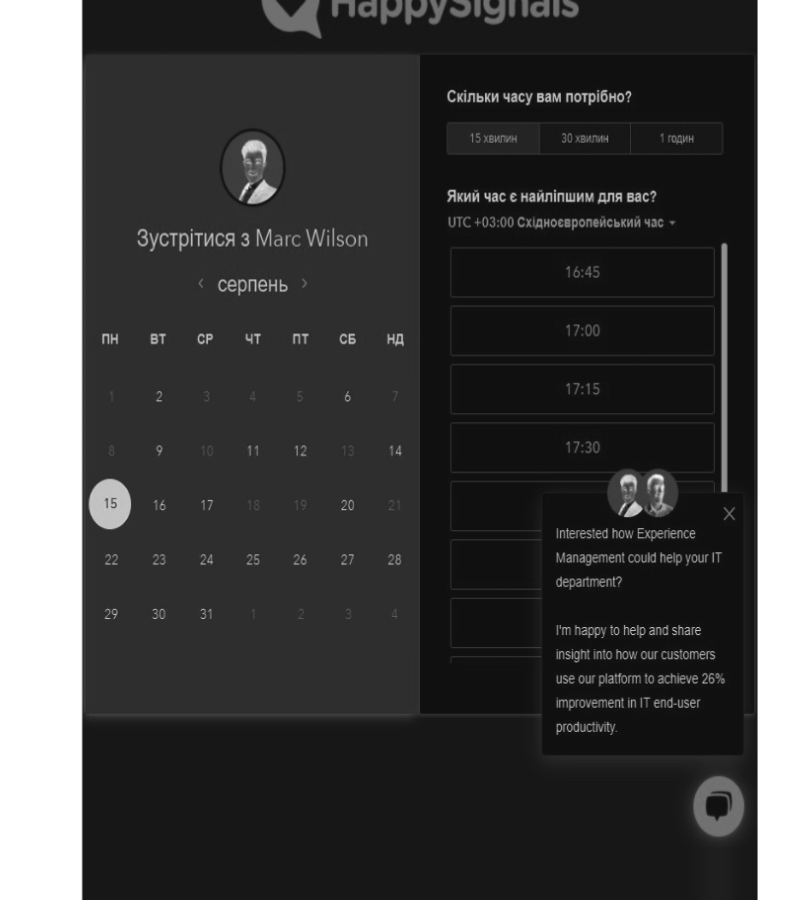 HappySignals
Скільки часу вам потрібно?
15 хвилин 30 хвилин 1 годин
Зустрітися з Marc Wilson
Який час є найліпшим для вас?
UTC +03:00 Східноєвропейський час
серпень
ПН ВТ СР ЧТ ПТ СБ НД
1 2 3 4 5 6 7
8 9 10 11 12 13 14
15 16 17 18 19 20 21
22 23 24 25 26 27 28
29 30 31 1 2 3 4
16:45
17:00
17:15
17:30
Interested how Experience
Management could help your IT
department?
I'm happy to help and share
insight into how our customers
use our platform to achieve 26%
improvement in IT end-user
productivity.